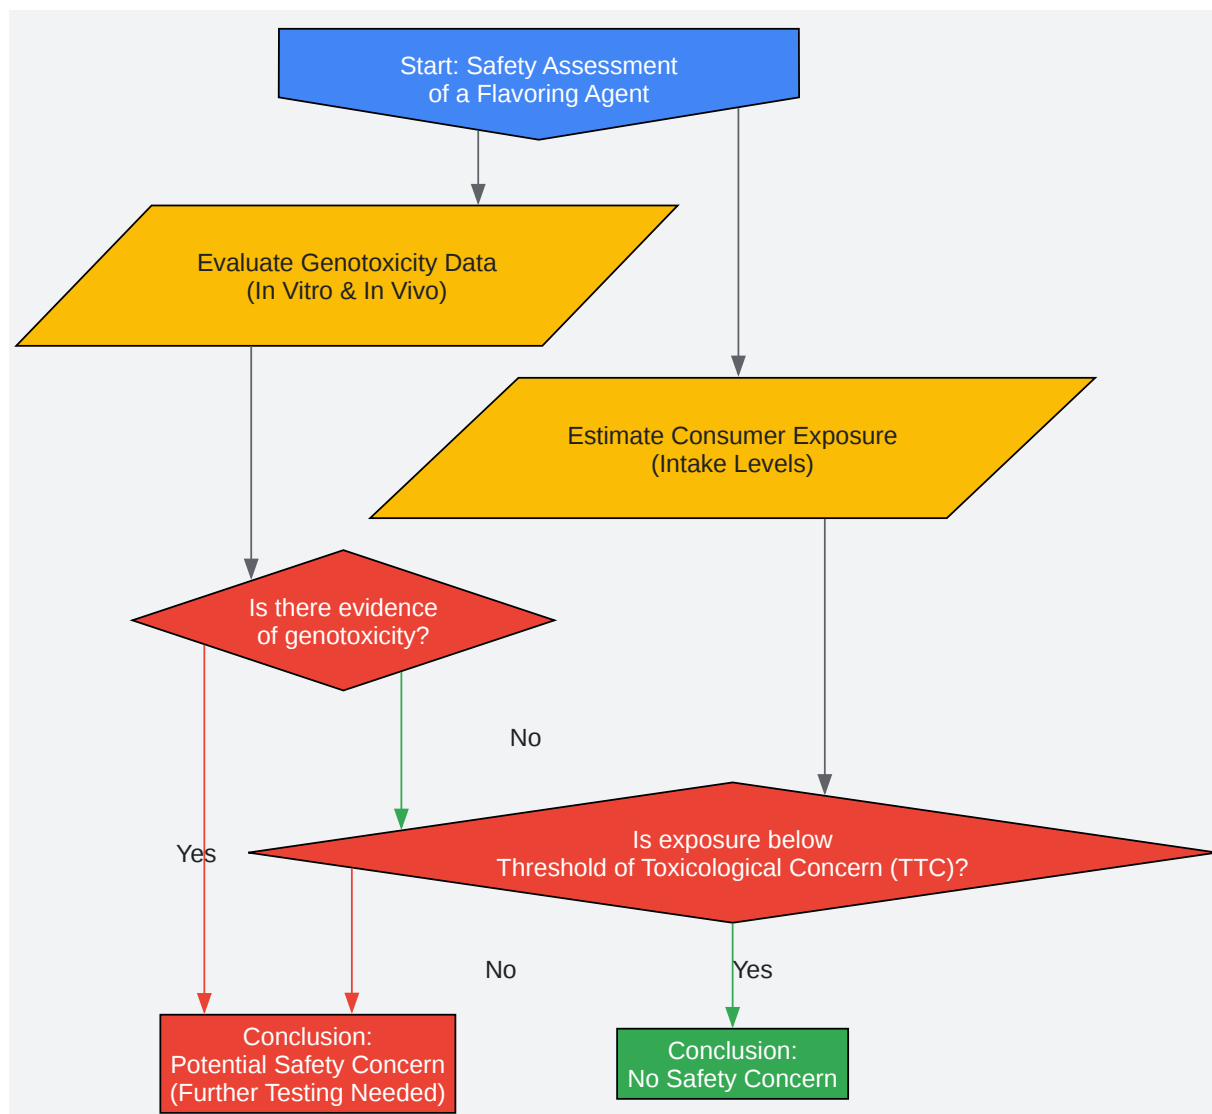 Start: Safety Assessment
of a Flavoring Agent
Evaluate Genotoxicity Data
(In Vitro & In Vivo)
Estimate Consumer Exposure
(Intake Levels)
Is there evidence
of genotoxicity?
No
Yes
Is exposure below
Threshold of Toxicological Concern (TTC)?
No
Yes
Conclusion:
Potential Safety Concern
(Further Testing Needed)
Conclusion:
No Safety Concern